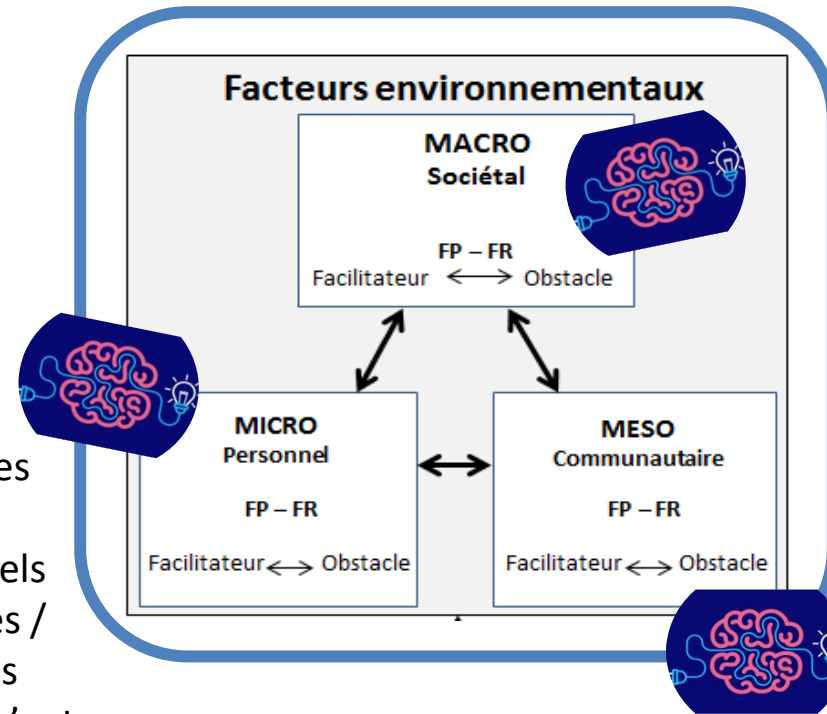 Facteurs environnementaux
MACRO
Sociétal
FP – FR
Facilitateur ⟷ Obstacle
MICRO
Personnel
FP – FR
Facilitateur ⟷ Obstacle
MESO
Communautaire
FP – FR
Facilitateur ⟷ Obstacle
es
els
es /
s